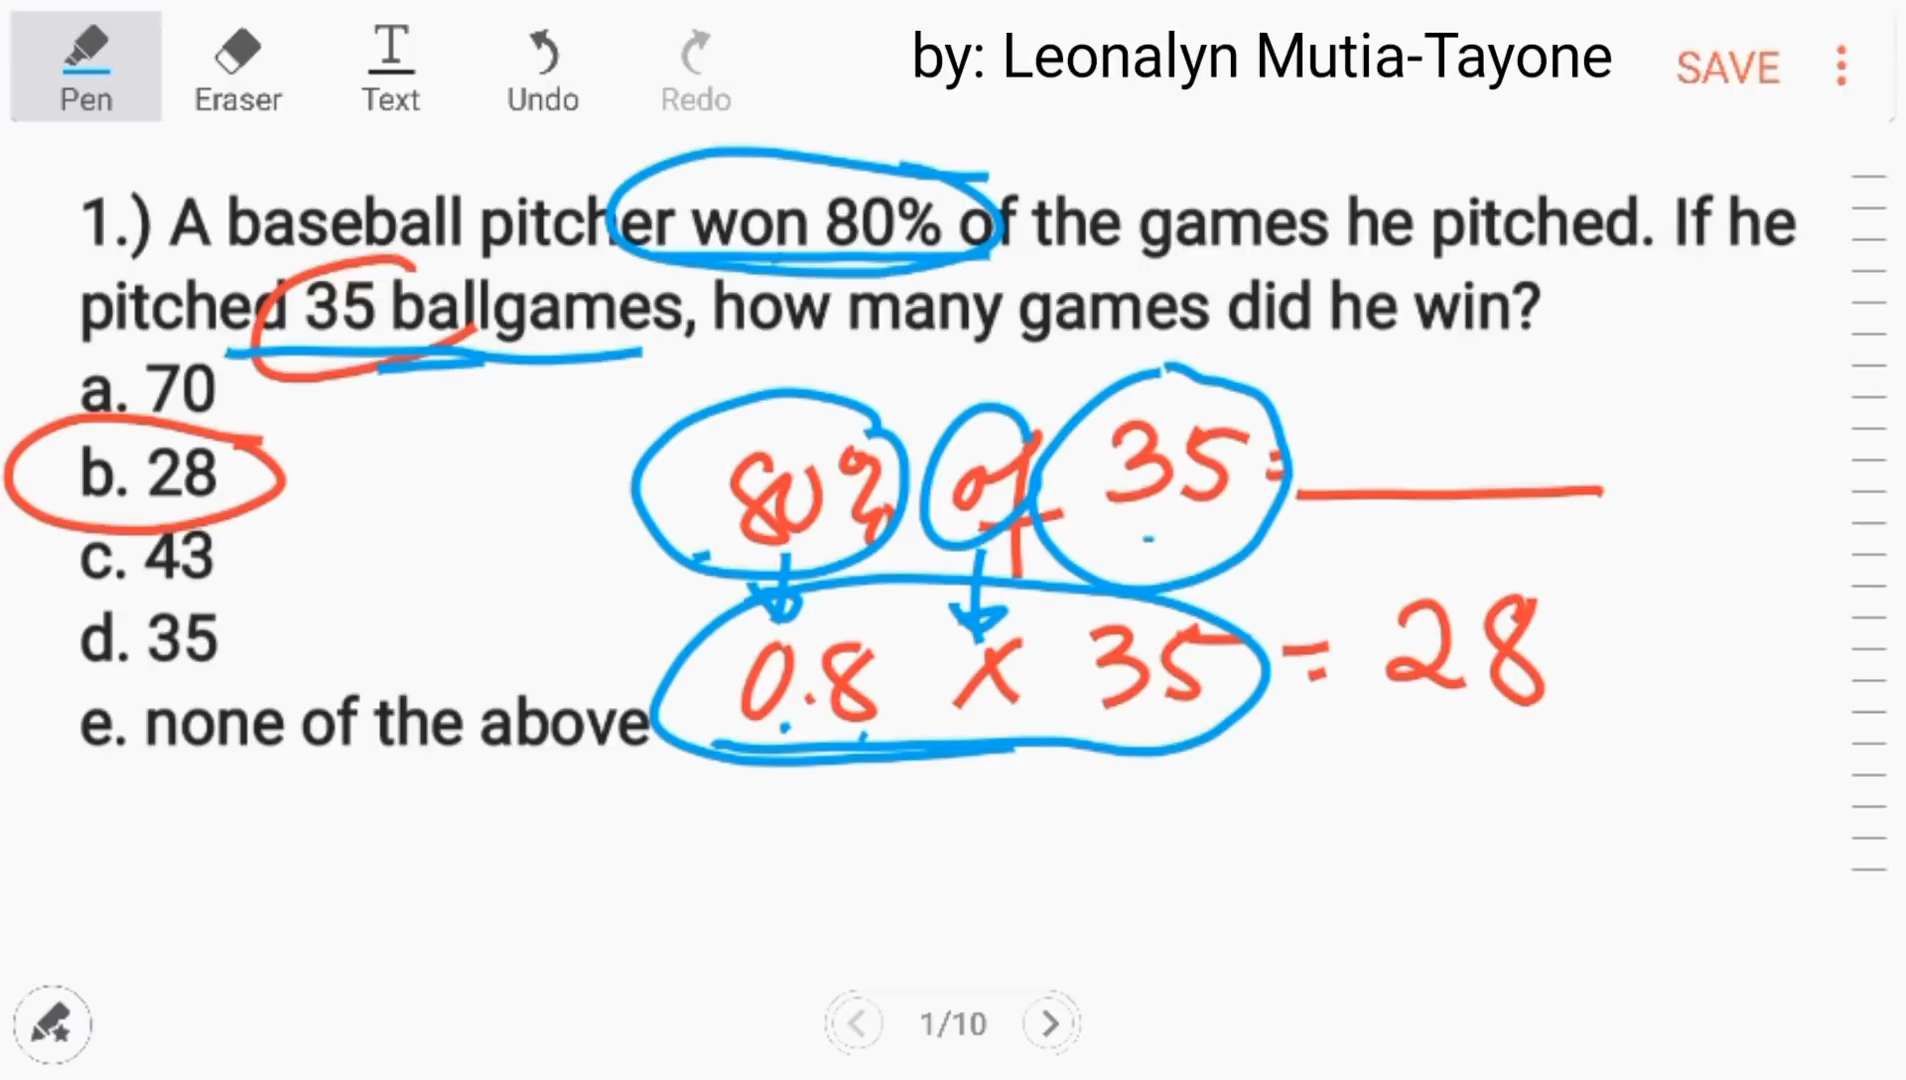 Pen Eraser Text Undo Redo by: Leonalyn Mutia-Tayone SAVE
1.) A baseball pitcher won 80% of the games he pitched. If he
pitched 35 ballgames, how many games did he win?
a. 70
b. 28
c. 43
d. 35
e. none of the above
80% of 35 =
0.8 x 35 = 28
1/10